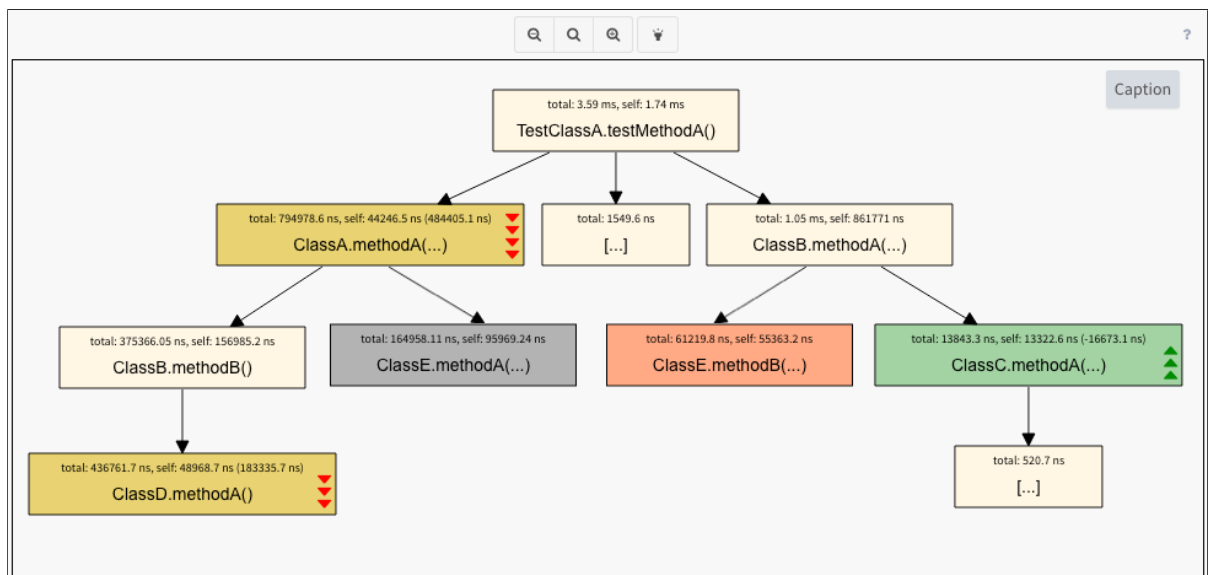 ?
Caption
total: 3.59 ms, self: 1.74 ms
TestClassA.testMethodA()
total: 794978.6 ns, self: 44246.5 ns (484405.1 ns)
ClassA.methodA(...)
total: 1549.6 ns
[...]
total: 1.05 ms, self: 861771 ns
ClassB.methodA(...)
total: 375366.05 ns, self: 156985.2 ns
ClassB.methodB()
total: 164958.11 ns, self: 95969.24 ns
ClassE.methodA(...)
total: 61219.8 ns, self: 55363.2 ns
ClassE.methodB(...)
total: 13843.3 ns, self: 13322.6 ns (-16673.1 ns)
ClassC.methodA(...)
total: 436761.7 ns, self: 48968.7 ns (183335.7 ns)
ClassD.methodA()
total: 520.7 ns
[...]